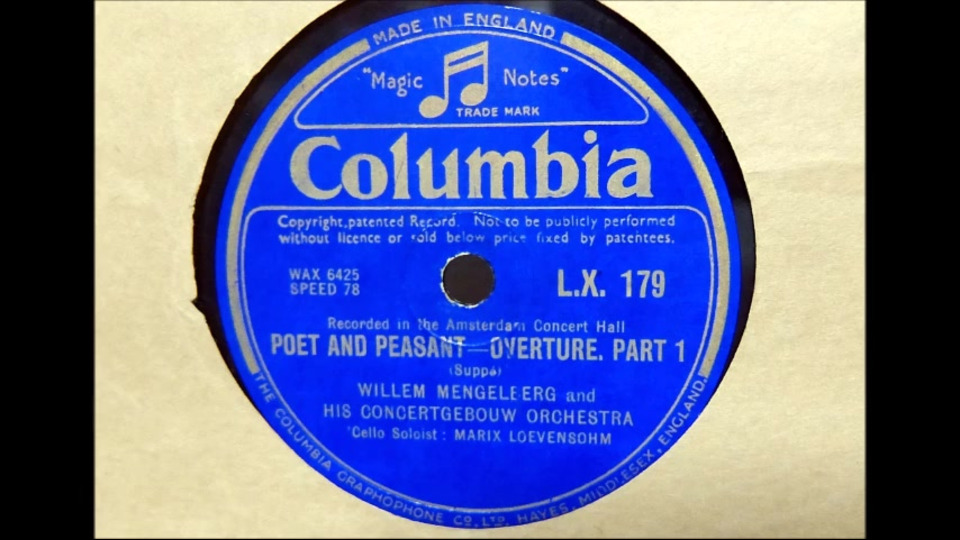 MADE IN ENGLAND
"Magic Notes"
TRADE MARK
Columbia
Copyright,patented Record. Not to be publicly performed
without licence or sold below price fixed by patentees.
WAX 6425
SPEED 78
L.X. 179
Recorded in the Amsterdam Concert Hall
POET AND PEASANT—OVERTURE. PART 1
(Suppé)
WILLEM MENGELBERG and
HIS CONCERTGEBOUW ORCHESTRA
'Cello Soloist : MARIX LOEVENSOHM
THE COLUMBIA GRAPHOPHONE CO, LTD. HAYES, MIDDLESEX, ENGLAND.